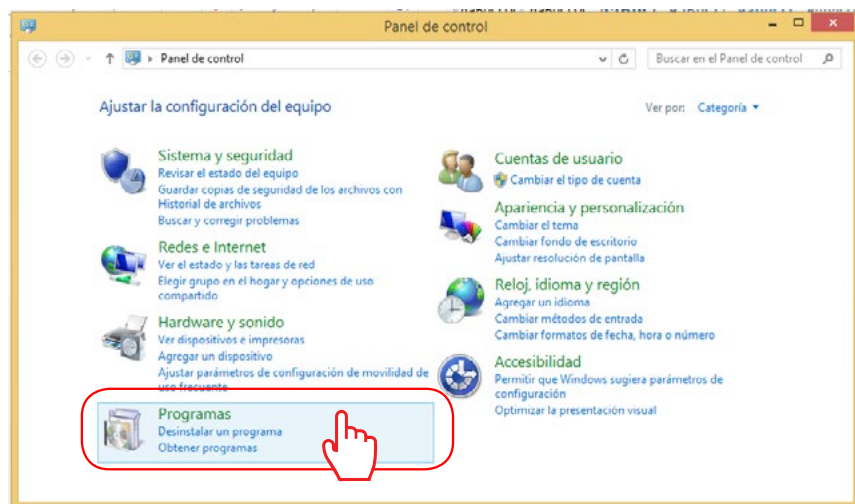 Panel de control
Panel de control
Buscar en el Panel de control
Ajustar la configuración del equipo
Ver por: Categoría
Sistema y seguridad
Revisar el estado del equipo
Guardar copias de seguridad de los archivos con
Historial de archivos
Buscar y corregir problemas
Redes e Internet
Ver el estado y las tareas de red
Elegir grupo en el hogar y opciones de uso
compartido
Hardware y sonido
Ver dispositivos e impresoras
Agregar un dispositivo
Ajustar parámetros de configuración de movilidad de
uso frecuente
Programas
Desinstalar un programa
Obtener programas
Cuentas de usuario
Cambiar el tipo de cuenta
Apariencia y personalización
Cambiar el tema
Cambiar fondo de escritorio
Ajustar resolución de pantalla
Reloj, idioma y región
Agregar un idioma
Cambiar métodos de entrada
Cambiar formatos de fecha, hora o número
Accesibilidad
Permitir que Windows sugiera parámetros de
configuración
Optimizar la presentación visual